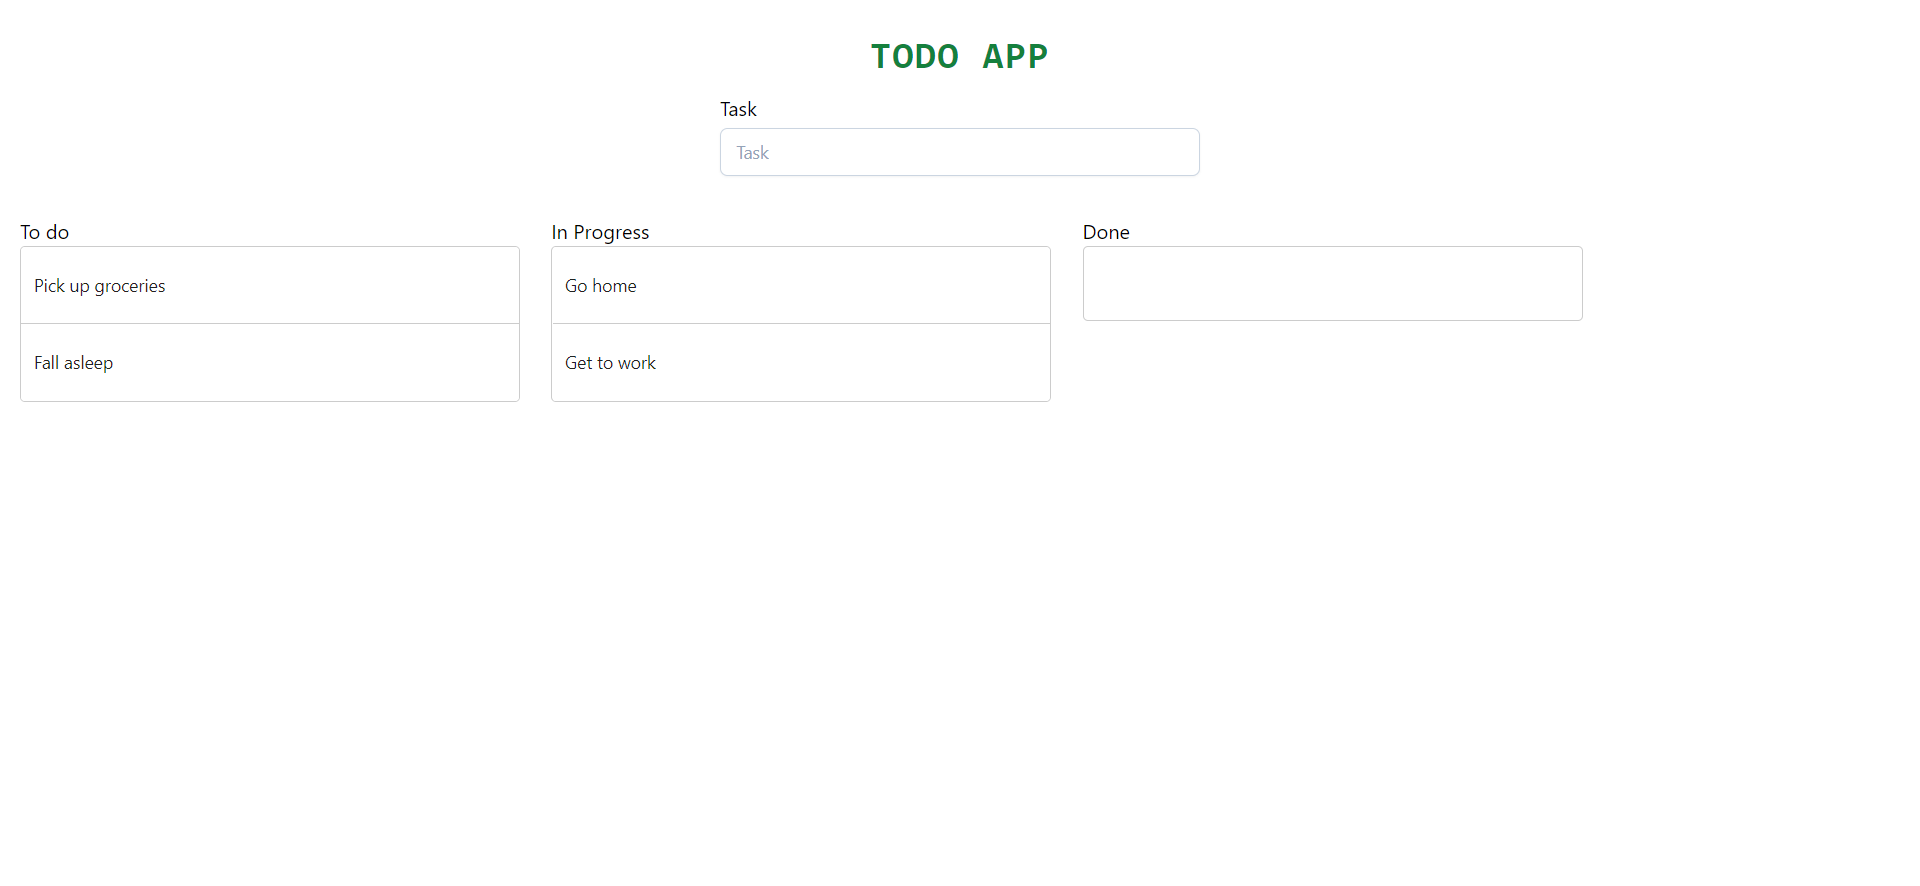 TODO APP
Task
Task
To do
Pick up groceries
Fall asleep
In Progress
Go home
Get to work
Done